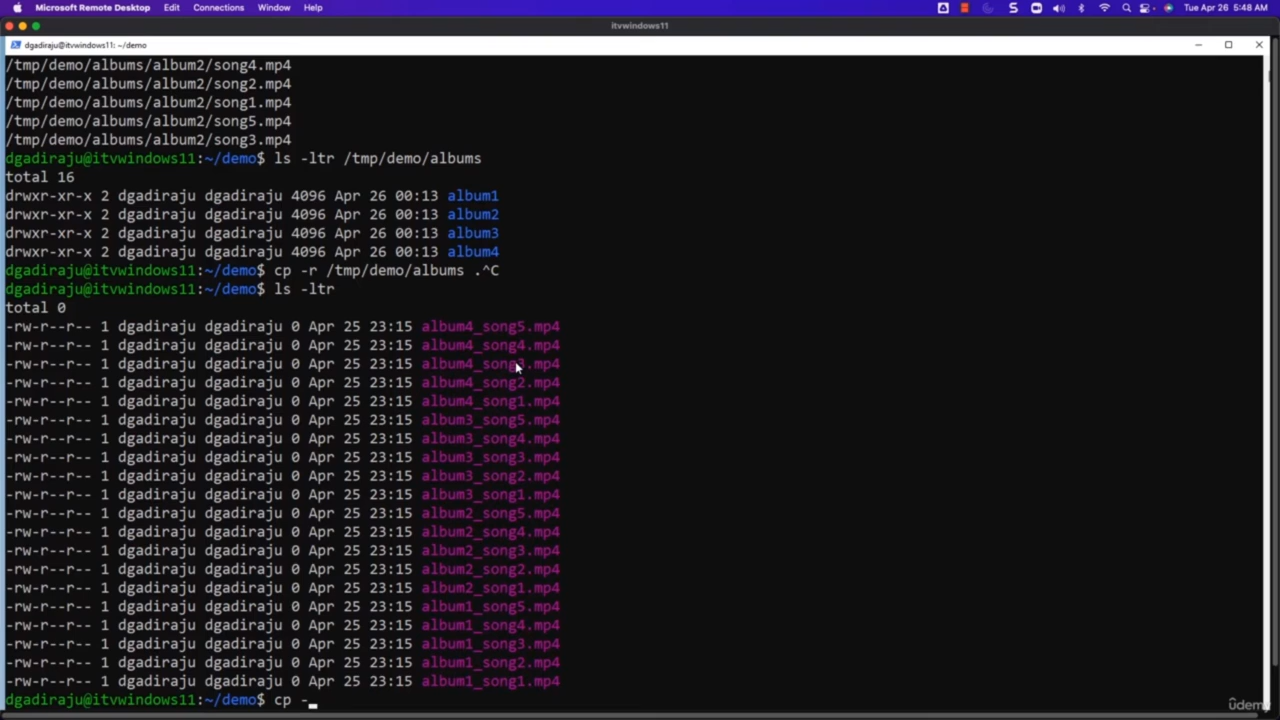 Microsoft Remote Desktop Edit Connections Window Help Tue Apr 26 5:48 AM
itvwindows11
dgadiraju@itvwindows11: ~/demo
/tmp/demo/albums/album2/song4.mp4
/tmp/demo/albums/album2/song2.mp4
/tmp/demo/albums/album2/song1.mp4
/tmp/demo/albums/album2/song5.mp4
/tmp/demo/albums/album2/song3.mp4
dgadiraju@itvwindows11:~/demo$ ls -ltr /tmp/demo/albums
total 16
drwxr-xr-x 2 dgadiraju dgadiraju 4096 Apr 26 00:13 album1
drwxr-xr-x 2 dgadiraju dgadiraju 4096 Apr 26 00:13 album2
drwxr-xr-x 2 dgadiraju dgadiraju 4096 Apr 26 00:13 album3
drwxr-xr-x 2 dgadiraju dgadiraju 4096 Apr 26 00:13 album4
dgadiraju@itvwindows11:~/demo$ cp -r /tmp/demo/albums .^C
dgadiraju@itvwindows11:~/demo$ ls -ltr
total 0
-rw-r--r-- 1 dgadiraju dgadiraju 0 Apr 25 23:15 album4_song5.mp4
-rw-r--r-- 1 dgadiraju dgadiraju 0 Apr 25 23:15 album4_song4.mp4
-rw-r--r-- 1 dgadiraju dgadiraju 0 Apr 25 23:15 album4_song3.mp4
-rw-r--r-- 1 dgadiraju dgadiraju 0 Apr 25 23:15 album4_song2.mp4
-rw-r--r-- 1 dgadiraju dgadiraju 0 Apr 25 23:15 album4_song1.mp4
-rw-r--r-- 1 dgadiraju dgadiraju 0 Apr 25 23:15 album3_song5.mp4
-rw-r--r-- 1 dgadiraju dgadiraju 0 Apr 25 23:15 album3_song4.mp4
-rw-r--r-- 1 dgadiraju dgadiraju 0 Apr 25 23:15 album3_song3.mp4
-rw-r--r-- 1 dgadiraju dgadiraju 0 Apr 25 23:15 album3_song2.mp4
-rw-r--r-- 1 dgadiraju dgadiraju 0 Apr 25 23:15 album3_song1.mp4
-rw-r--r-- 1 dgadiraju dgadiraju 0 Apr 25 23:15 album2_song5.mp4
-rw-r--r-- 1 dgadiraju dgadiraju 0 Apr 25 23:15 album2_song4.mp4
-rw-r--r-- 1 dgadiraju dgadiraju 0 Apr 25 23:15 album2_song3.mp4
-rw-r--r-- 1 dgadiraju dgadiraju 0 Apr 25 23:15 album2_song2.mp4
-rw-r--r-- 1 dgadiraju dgadiraju 0 Apr 25 23:15 album2_song1.mp4
-rw-r--r-- 1 dgadiraju dgadiraju 0 Apr 25 23:15 album1_song5.mp4
-rw-r--r-- 1 dgadiraju dgadiraju 0 Apr 25 23:15 album1_song4.mp4
-rw-r--r-- 1 dgadiraju dgadiraju 0 Apr 25 23:15 album1_song3.mp4
-rw-r--r-- 1 dgadiraju dgadiraju 0 Apr 25 23:15 album1_song2.mp4
-rw-r--r-- 1 dgadiraju dgadiraju 0 Apr 25 23:15 album1_song1.mp4
dgadiraju@itvwindows11:~/demo$ cp -_
ûdemy